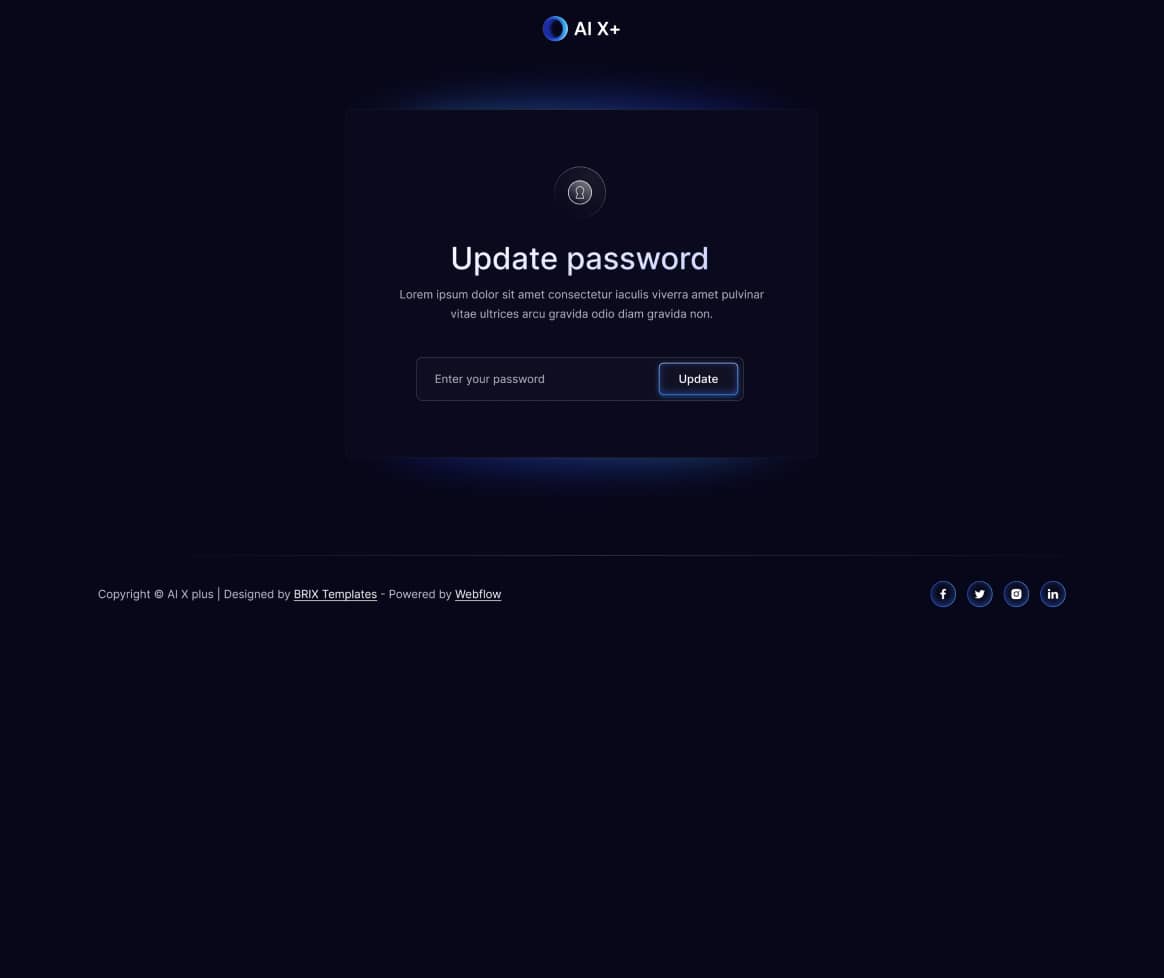 AI X+
Update password
Lorem ipsum dolor sit amet consectetur iaculis viverra amet pulvinar
vitae ultrices arcu gravida odio diam gravida non.
Enter your password
Update
Copyright © AI X plus | Designed by BRIX Templates - Powered by Webflow